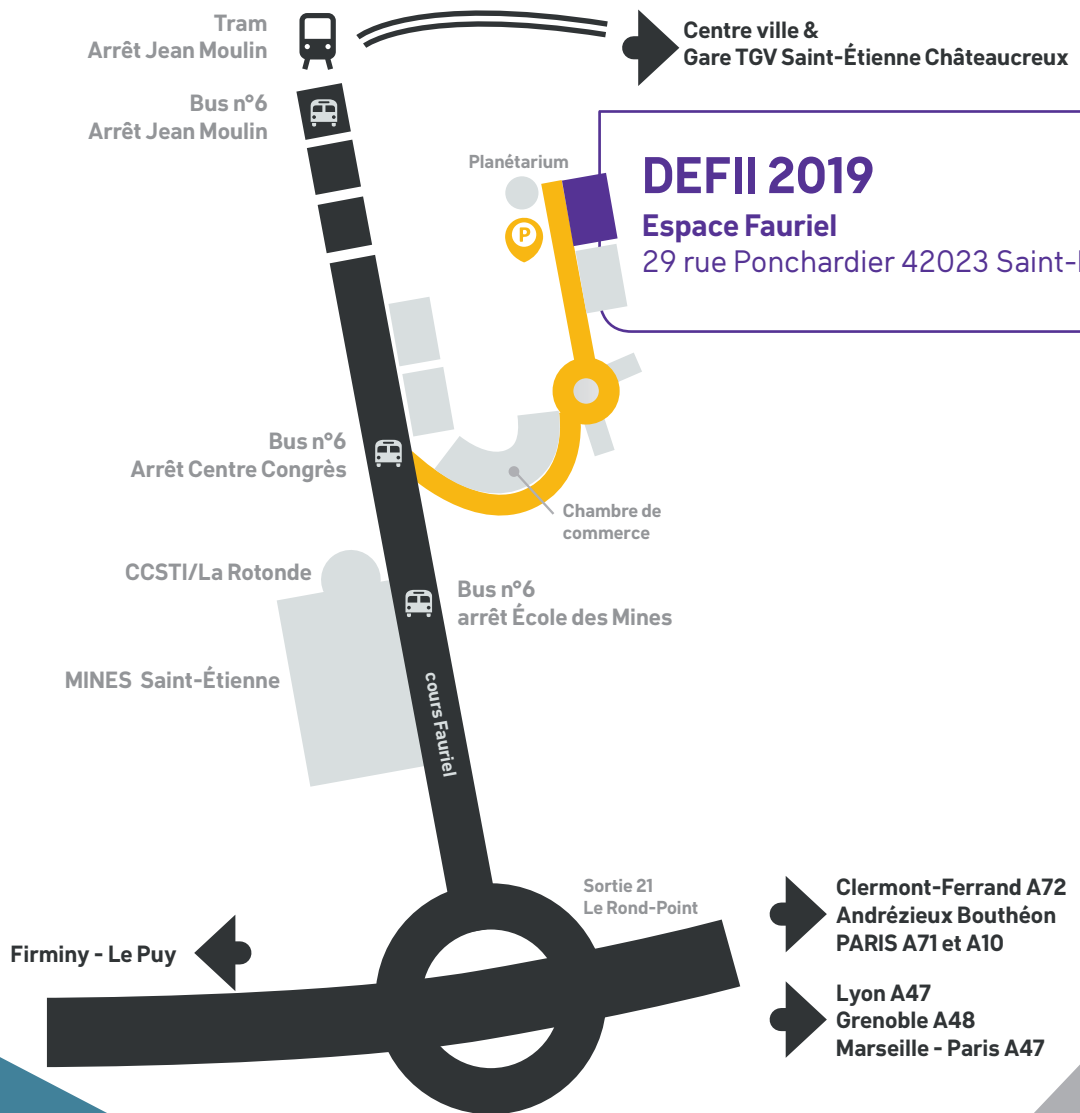 Tram
Arrêt Jean Moulin
Centre ville &
Gare TGV Saint-Étienne Châteaucreux
Bus n°6
Arrêt Jean Moulin
Planétarium
P
DEFII 2019
Espace Fauriel
29 rue Ponchardier 42023 Saint-
Bus n°6
Arrêt Centre Congrès
Chambre de
commerce
CCSTI/La Rotonde
Bus n°6
arrêt École des Mines
MINES Saint-Étienne
cours Fauriel
Sortie 21
Le Rond-Point
Firminy - Le Puy
Clermont-Ferrand A72
Andrézieux Bouthéon
PARIS A71 et A10
Lyon A47
Grenoble A48
Marseille - Paris A47